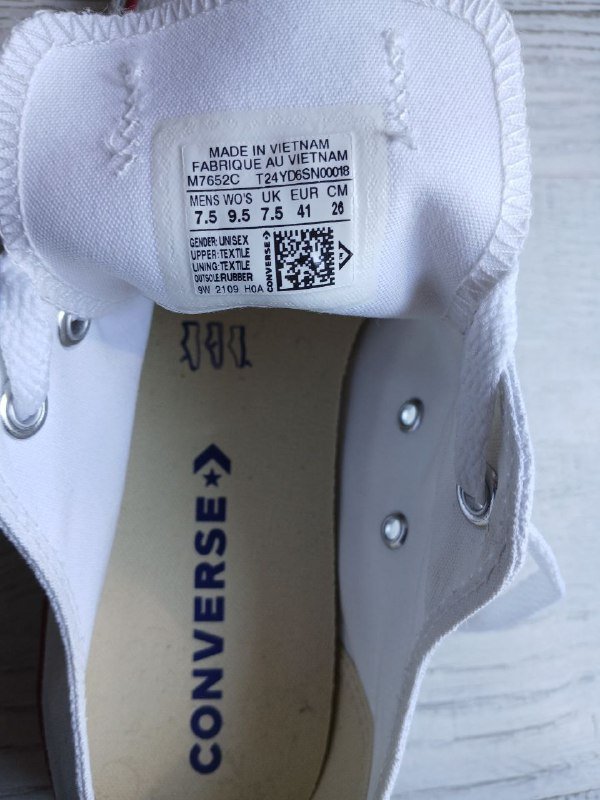 MADE IN VIETNAM
FABRIQUE AU VIETNAM
M7652C T24YD6SN00018
MENS WO'S UK EUR CM
7.5 9.5 7.5 41 26
GENDER: UNISEX
UPPER: TEXTILE
LINING: TEXTILE
OUTSOLE: RUBBER
9W 2109 H0A
CONVERSE
CONVERSE